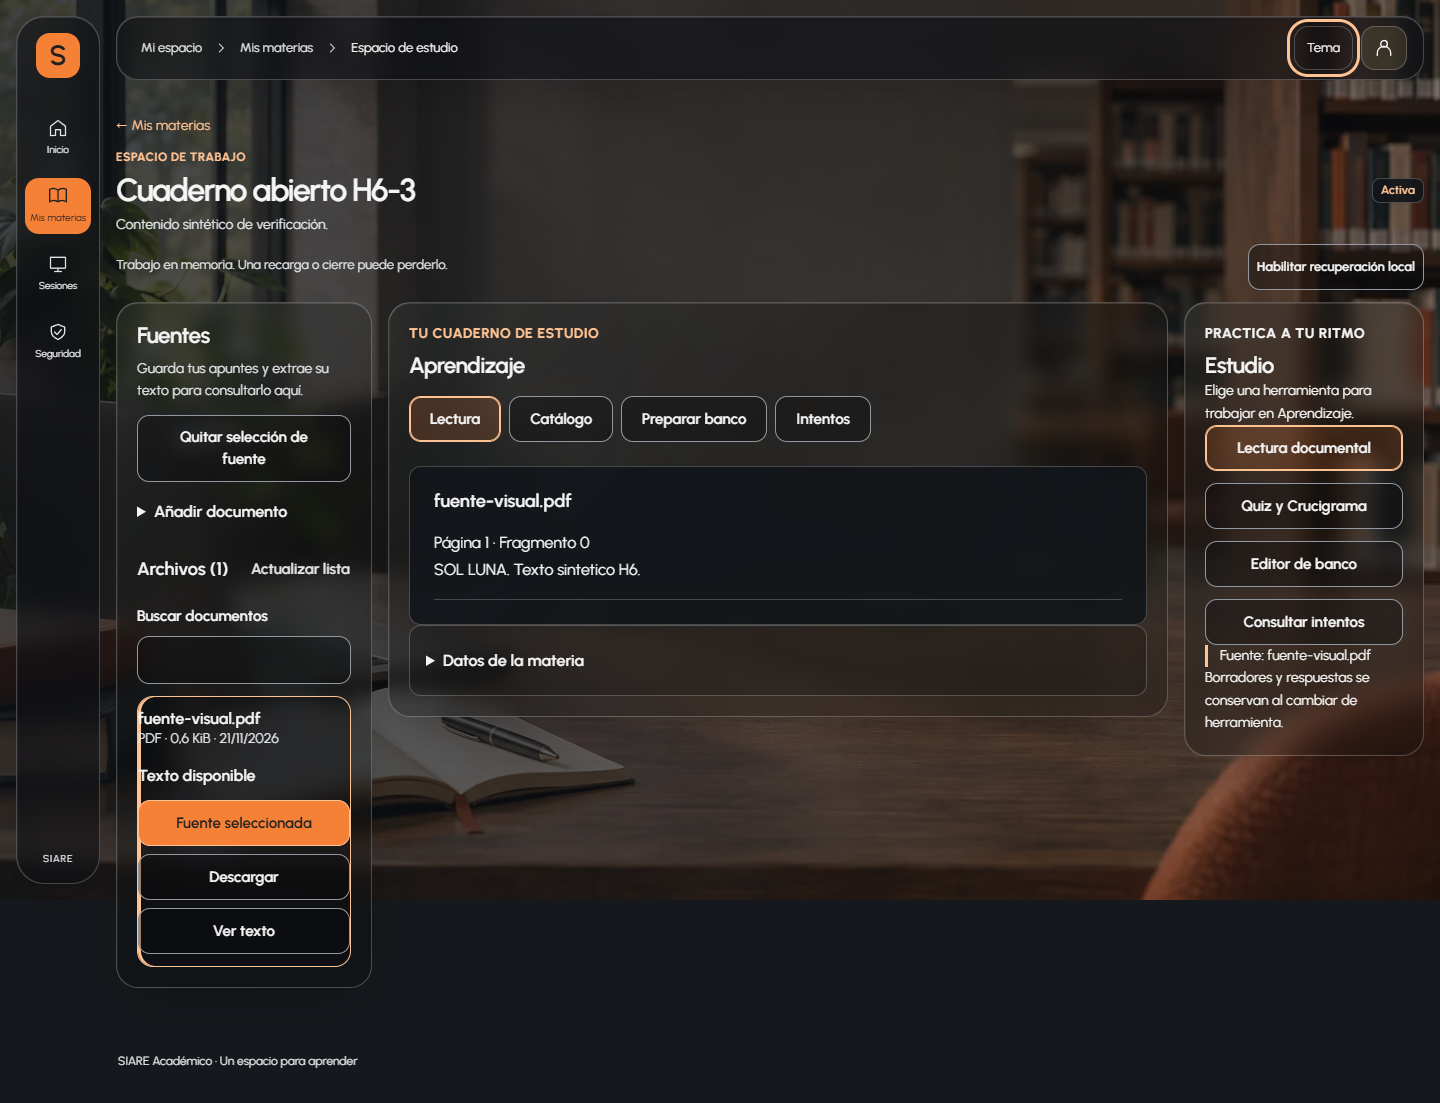 S
Inicio
Mis materias
Sesiones
Seguridad
SIARE
Mi espacio > Mis materias > Espacio de estudio
Tema
← Mis materias
ESPACIO DE TRABAJO
Cuaderno abierto H6-3
Activa
Contenido sintético de verificación.
Trabajo en memoria. Una recarga o cierre puede perderlo.
Habilitar recuperación local
Fuentes
Guarda tus apuntes y extrae su
texto para consultarlo aquí.
Quitar selección de
fuente
Añadir documento
Archivos (1)
Actualizar lista
Buscar documentos
fuente-visual.pdf
PDF · 0,6 KiB · 21/11/2026
Texto disponible
Fuente seleccionada
Descargar
Ver texto
TU CUADERNO DE ESTUDIO
Aprendizaje
Lectura
Catálogo
Preparar banco
Intentos
fuente-visual.pdf
Página 1 · Fragmento 0
SOL LUNA. Texto sintetico H6.
Datos de la materia
PRACTICA A TU RITMO
Estudio
Elige una herramienta para
trabajar en Aprendizaje.
Lectura documental
Quiz y Crucigrama
Editor de banco
Consultar intentos
Fuente: fuente-visual.pdf
Borradores y respuestas se
conservan al cambiar de
herramienta.
SIARE Académico · Un espacio para aprender